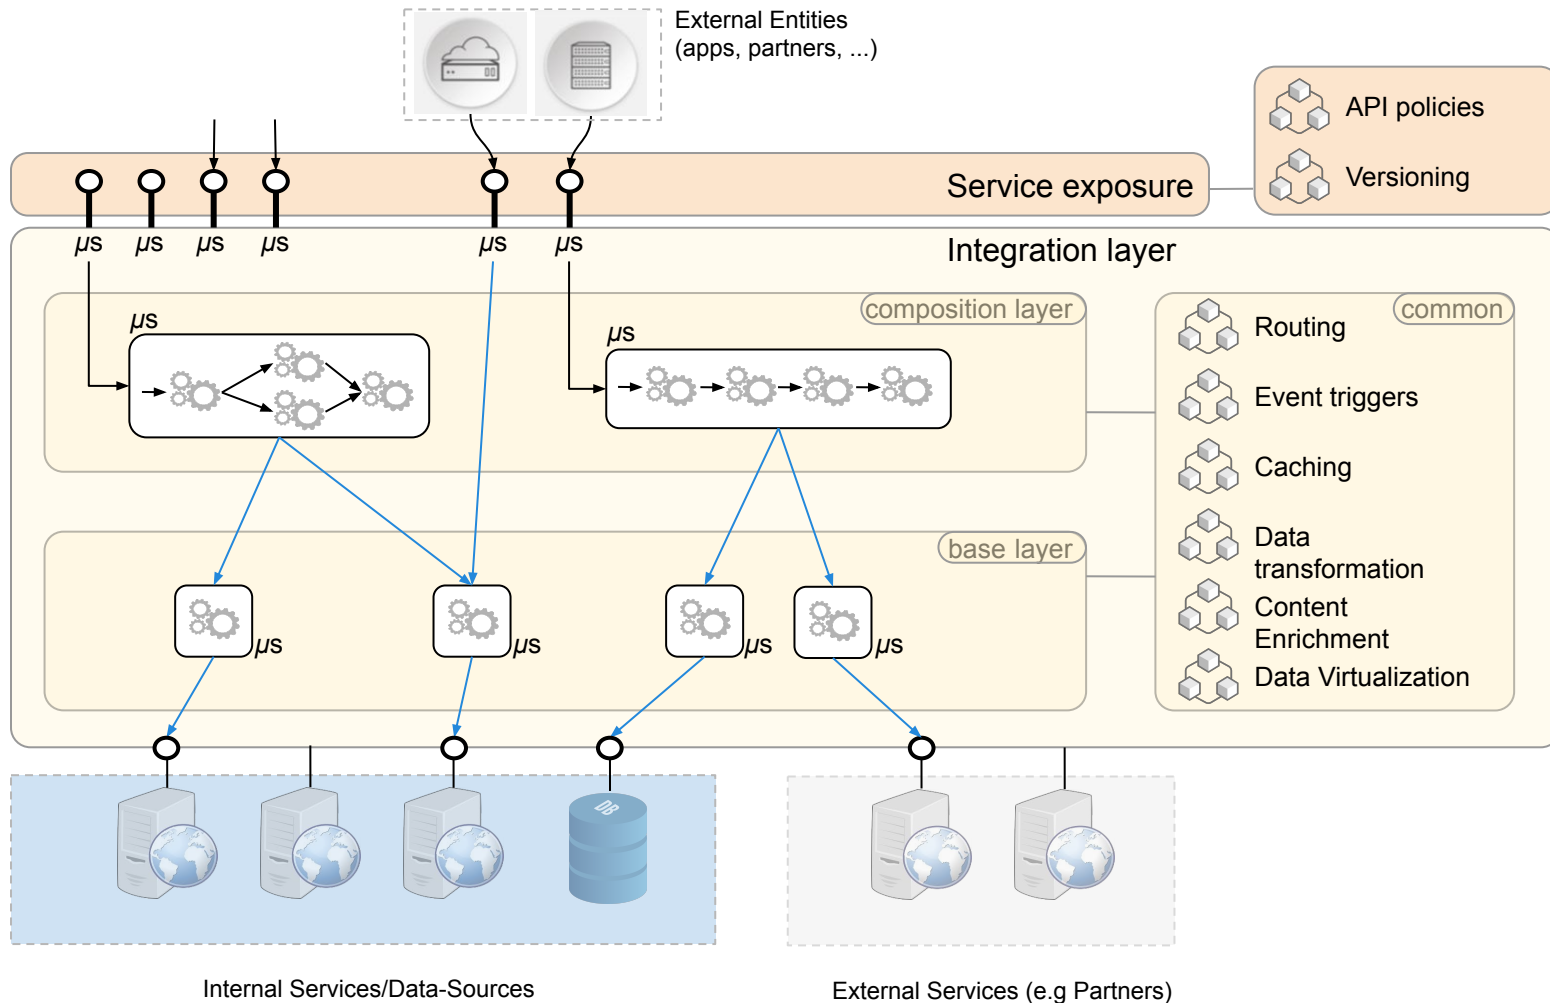 External Entities
(apps, partners, ...)
API policies
Versioning
Service exposure
µs
µs
µs
µs
µs
µs
Integration layer
composition layer
common
µs
µs
Routing
Event triggers
Caching
Data
transformation
Content
Enrichment
Data Virtualization
base layer
µs
µs
µs
µs
DB
Internal Services/Data-Sources
External Services (e.g Partners)